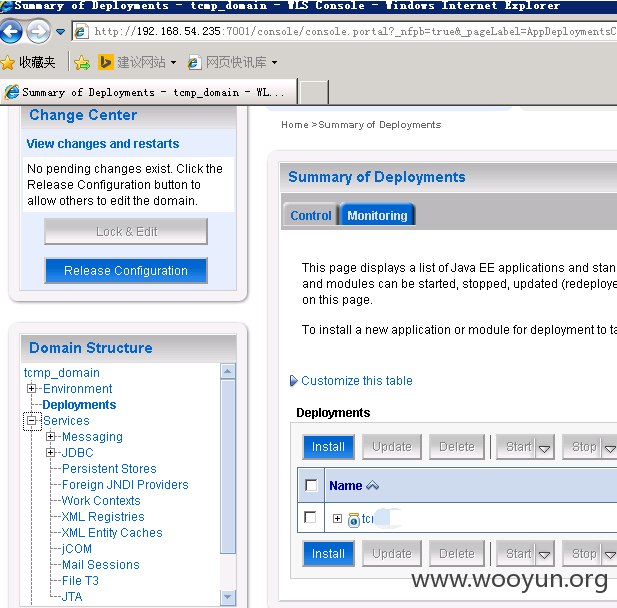 Summary of Deployments - tcmp_domain - WLS Console - Windows Internet Explorer
http://192.168.54.235:7001/console/console.portal?_nfpb=true&_pageLabel=AppDeploymentsC
收藏夹 建议网站 网页快讯库
Summary of Deployments - tcmp_domain - WL...
Change Center
View changes and restarts
No pending changes exist. Click the
Release Configuration button to
allow others to edit the domain.
Lock & Edit
Release Configuration
Domain Structure
tcmp_domain
Environment
Deployments
Services
Messaging
JDBC
Persistent Stores
Foreign JNDI Providers
Work Contexts
XML Registries
XML Entity Caches
jCOM
Mail Sessions
File T3
JTA
Home >Summary of Deployments
Summary of Deployments
Control Monitoring
This page displays a list of Java EE applications and stan
and modules can be started, stopped, updated (redeploye
on this page.
To install a new application or module for deployment to ta
Customize this table
Deployments
Install Update Delete Start Stop
Name
Install Update Delete Start Stop
www.wooyun.org